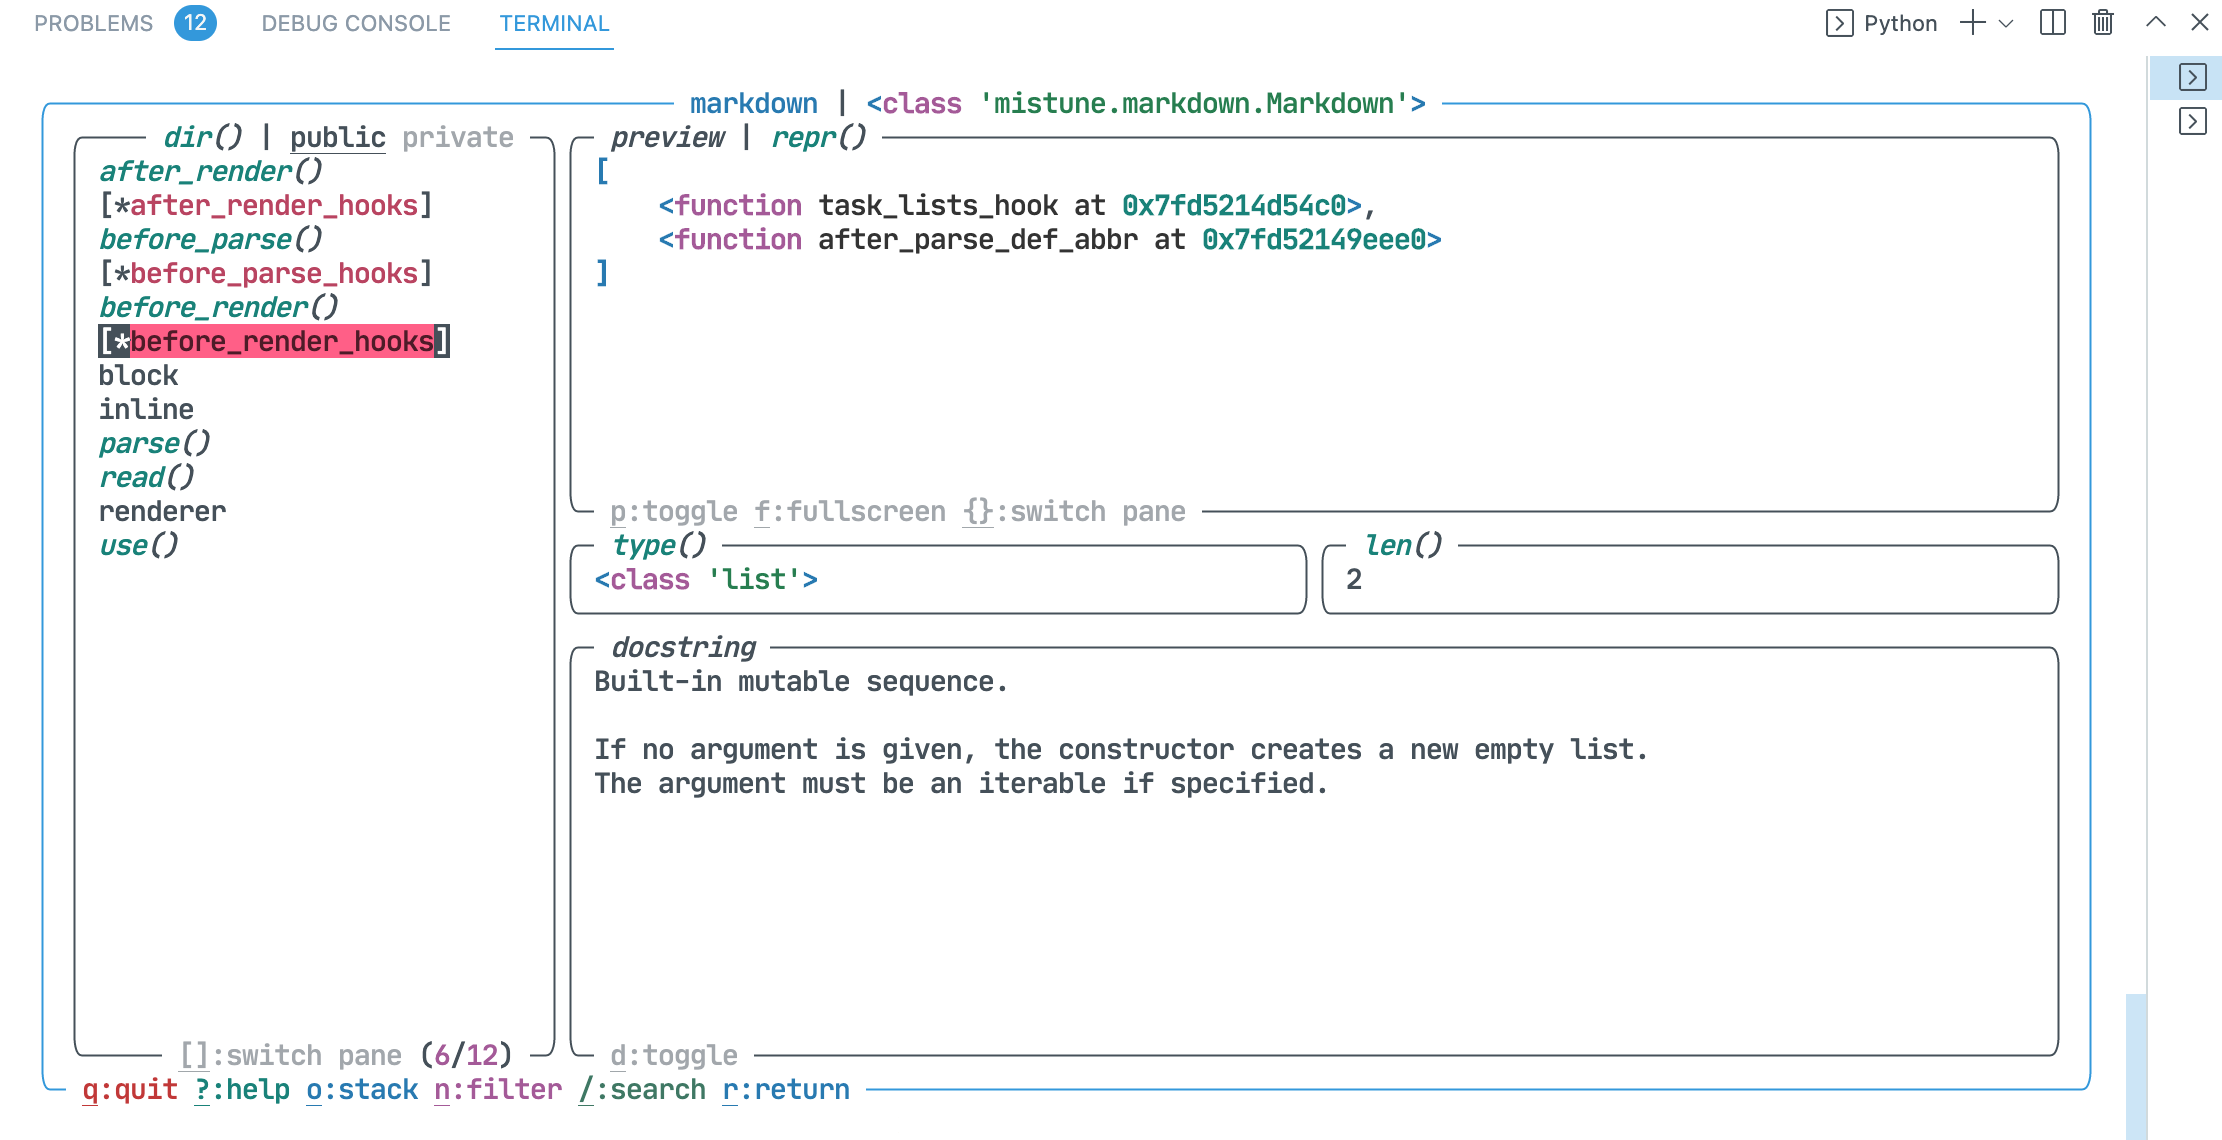 PROBLEMS 12 DEBUG CONSOLE TERMINAL Python
markdown | <class 'mistune.markdown.Markdown'>
dir() | public private
after_render()
[*after_render_hooks]
before_parse()
[*before_parse_hooks]
before_render()
[*before_render_hooks]
block
inline
parse()
read()
renderer
use()
[]:switch pane (6/12)
preview | repr()
[
    <function task_lists_hook at 0x7fd5214d54c0>,
    <function after_parse_def_abbr at 0x7fd52149eee0>
]
p:toggle f:fullscreen {}:switch pane
type()
<class 'list'>
len()
2
docstring
Built-in mutable sequence.
If no argument is given, the constructor creates a new empty list.
The argument must be an iterable if specified.
d:toggle
q:quit ?:help o:stack n:filter /:search r:return